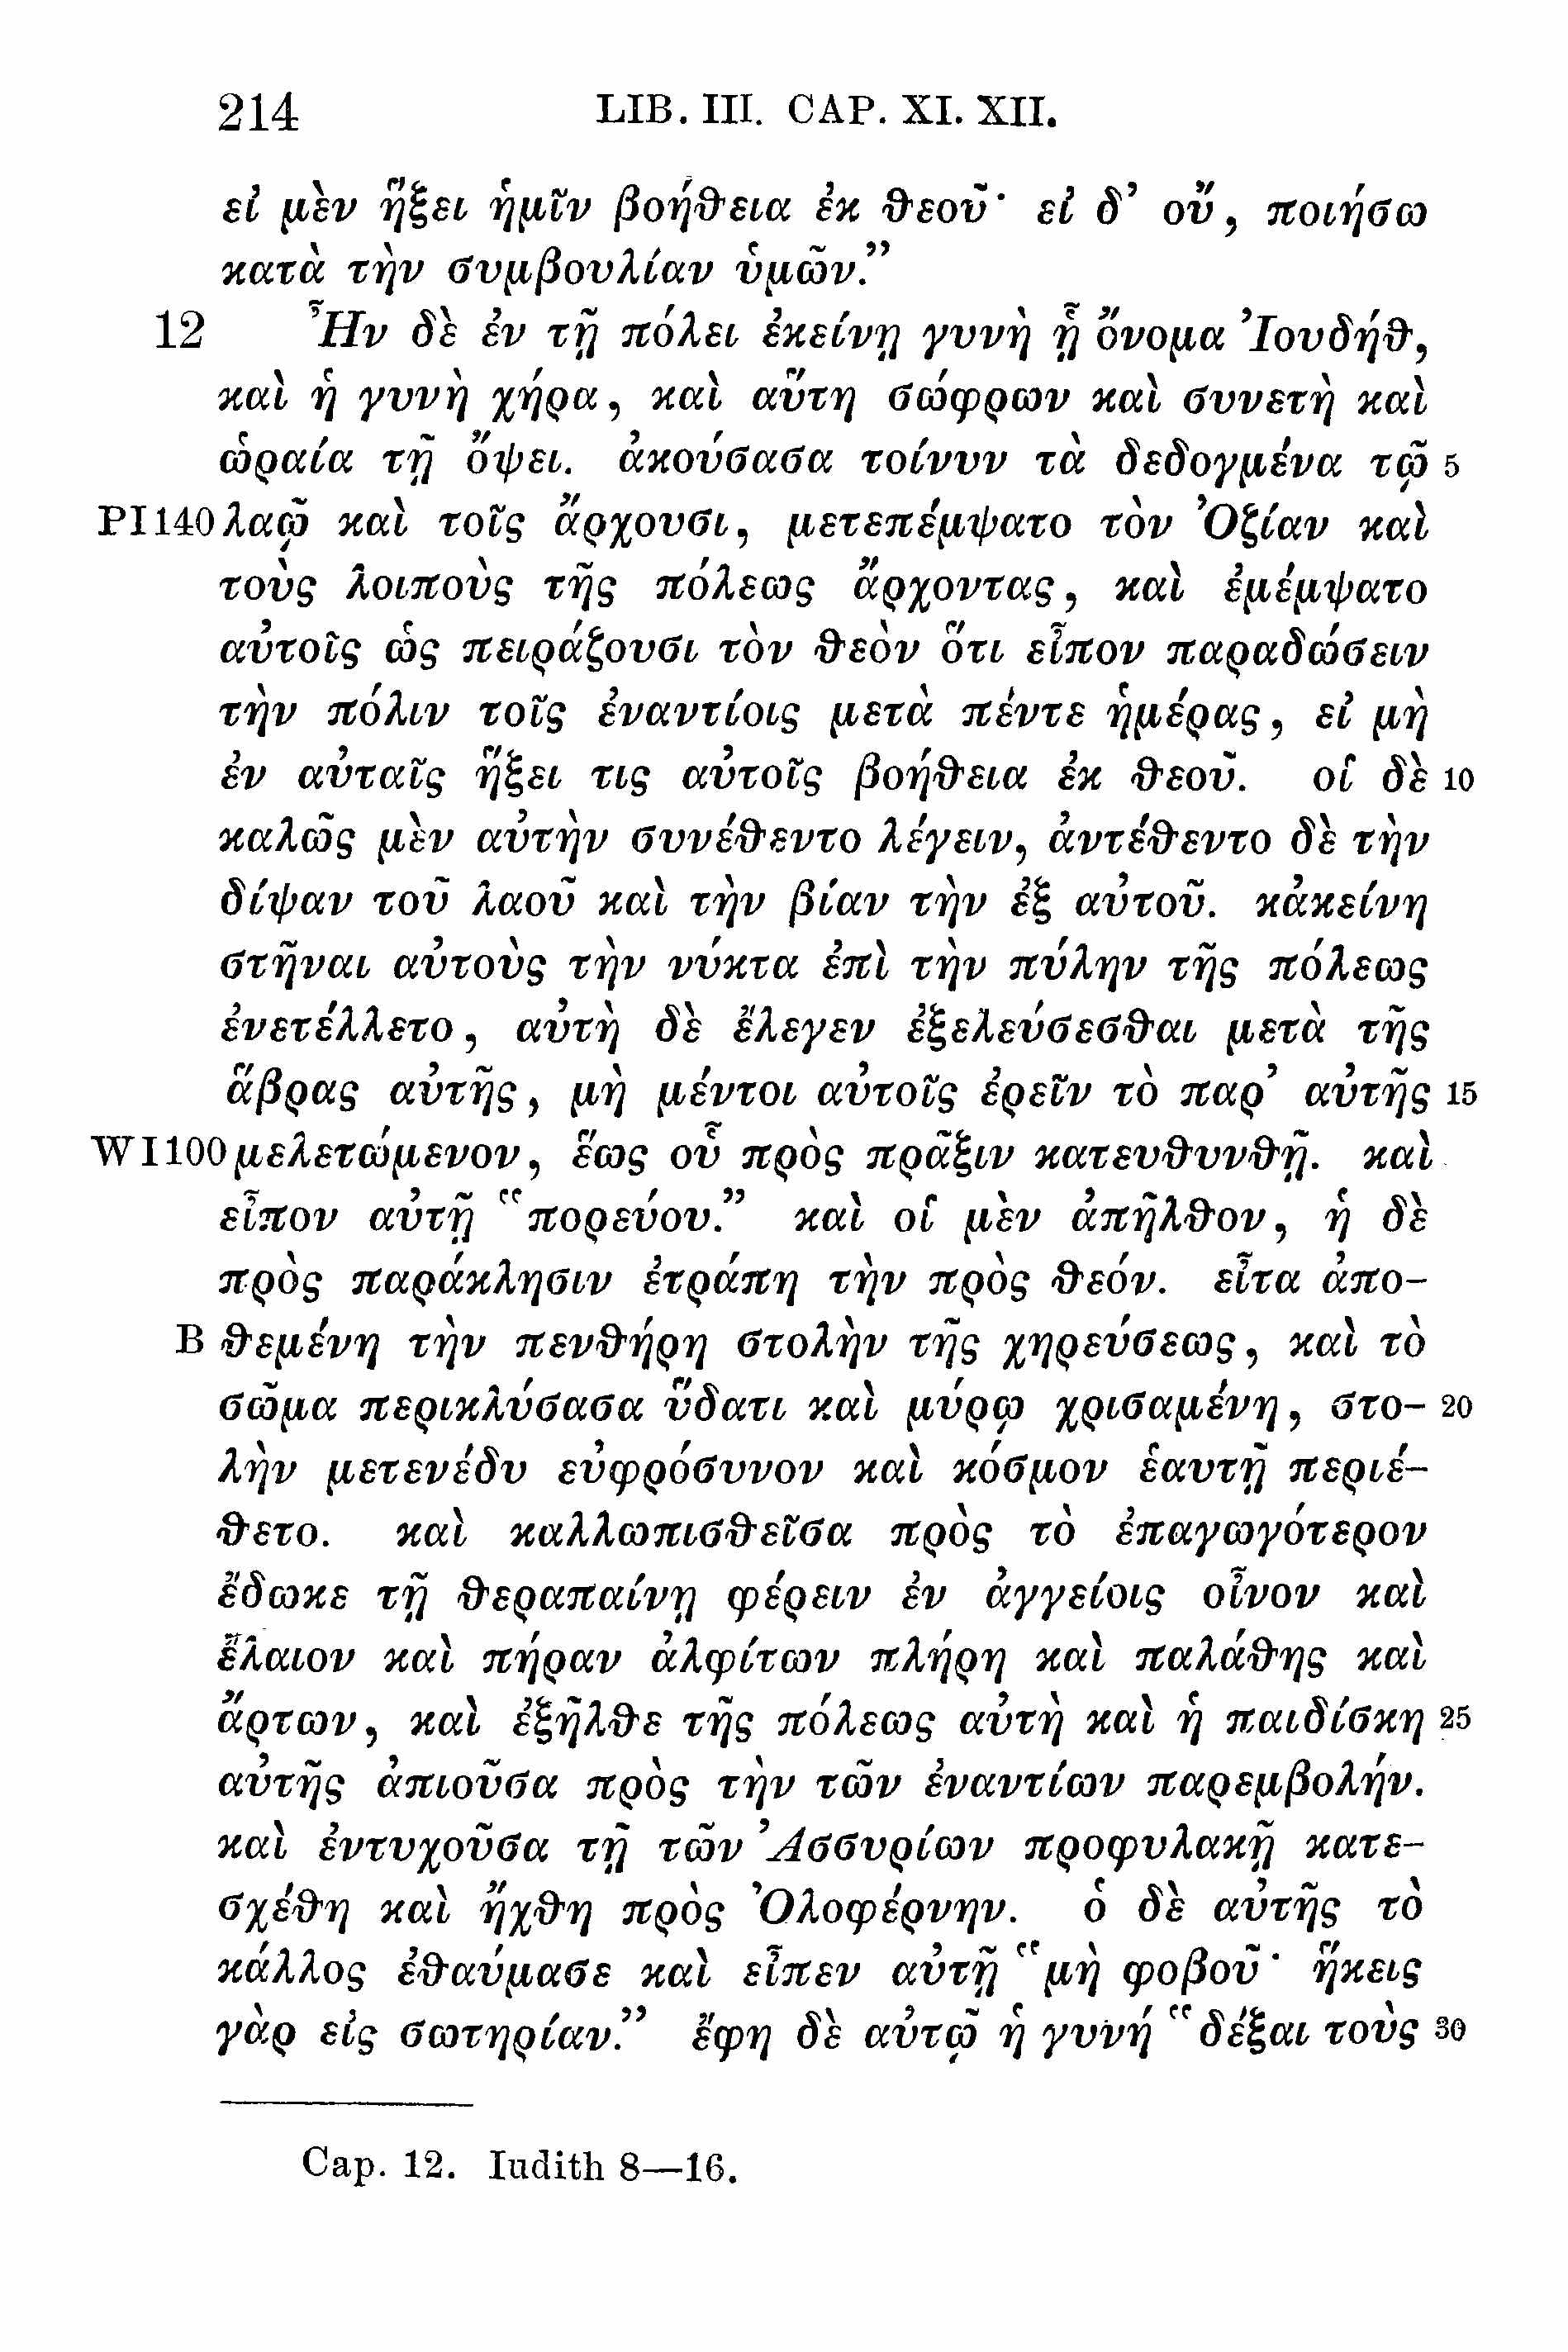 214 LIB. III. CAP. XI. XII.
εἰ μὲν ἥξει ἡμῖν βοήθεια ἐκ θεοῦ· εἰ δ’ οὔ, ποιήσω
κατὰ τὴν συμβουλίαν ὑμῶν.”
12 Ἦν δὲ ἐν τῇ πόλει ἐκείνῃ γυνὴ ᾗ ὄνομα Ἰουδήθ,
καὶ ἡ γυνὴ χήρα, καὶ αὕτη σώφρων καὶ συνετὴ καὶ
ὡραία τῇ ὄψει. ἀκούσασα τοίνυν τὰ δεδογμένα τῷ 5
PI140 λαῷ καὶ τοῖς ἄρχουσι, μετεπέμψατο τὸν Ὀζίαν καὶ
τοὺς λοιποὺς τῆς πόλεως ἄρχοντας, καὶ ἐμέμψατο
αὐτοῖς ὡς πειράζουσι τὸν θεὸν ὅτι εἶπον παραδώσειν
τὴν πόλιν τοῖς ἐναντίοις μετὰ πέντε ἡμέρας, εἰ μὴ
ἐν αὐταῖς ἥξει τις αὐτοῖς βοήθεια ἐκ θεοῦ. οἱ δὲ 10
καλῶς μὲν αὐτὴν συνέθεντο λέγειν, ἀντέθεντο δὲ τὴν
δίψαν τοῦ λαοῦ καὶ τὴν βίαν τὴν ἐξ αὐτοῦ. κἀκείνη
στῆναι αὐτοὺς τὴν νύκτα ἐπὶ τὴν πύλην τῆς πόλεως
ἐνετέλλετο, αὐτὴ δὲ ἔλεγεν ἐξελεύσεσθαι μετὰ τῆς
ἅβρας αὐτῆς, μὴ μέντοι αὐτοῖς ἐρεῖν τὸ παρ’ αὐτῆς 15
WI100 μελετώμενον, ἕως οὗ πρὸς πρᾶξιν κατευθυνθῇ. καὶ
εἶπον αὐτῇ “πορεύου.” καὶ οἱ μὲν ἀπῆλθον, ἡ δὲ
πρὸς παράκλησιν ἐτράπη τὴν πρὸς θεόν. εἶτα ἀπο-
B θεμένη τὴν πενθήρη στολὴν τῆς χηρεύσεως, καὶ τὸ
σῶμα περικλύσασα ὕδατι καὶ μύρῳ χρισαμένη, στο- 20
λὴν μετενέδυ εὐφρόσυνον καὶ κόσμον ἑαυτῇ περιέ-
θετο. καὶ καλλωπισθεῖσα πρὸς τὸ ἐπαγωγότερον
ἔδωκε τῇ θεραπαίνῃ φέρειν ἐν ἀγγείοις οἶνον καὶ
ἔλαιον καὶ πήραν ἀλφίτων πλήρη καὶ παλάθης καὶ
ἄρτων, καὶ ἐξῆλθε τῆς πόλεως αὐτὴ καὶ ἡ παιδίσκη 25
αὐτῆς ἀπιοῦσα πρὸς τὴν τῶν ἐναντίων παρεμβολήν.
καὶ ἐντυχοῦσα τῇ τῶν Ἀσσυρίων προφυλακῇ κατε-
σχέθη καὶ ἤχθη πρὸς Ὀλοφέρνην. ὁ δὲ αὐτῆς τὸ
κάλλος ἐθαύμασε καὶ εἶπεν αὐτῇ “μὴ φοβοῦ· ἥκεις
γὰρ εἰς σωτηρίαν.” ἔφη δὲ αὐτῷ ἡ γυνή “δέξαι τοὺς 30
Cap. 12. Iudith 8—16.